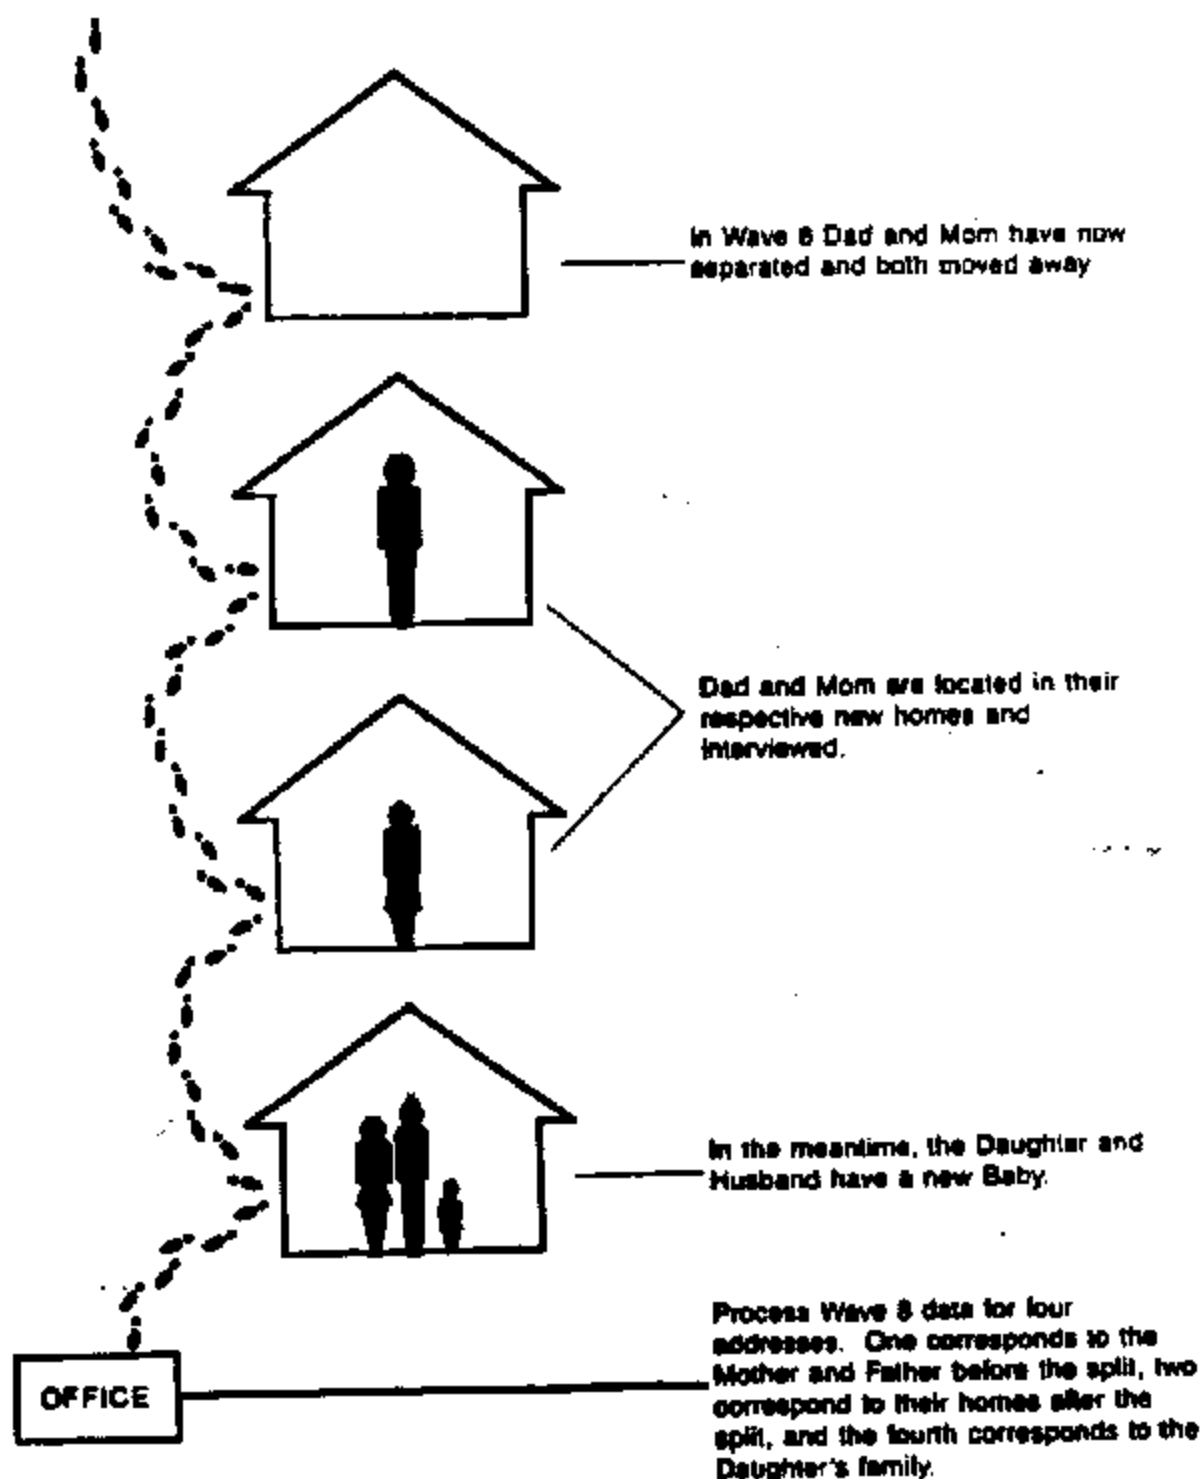 In Wave 8 Dad and Mom have now
separated and both moved away
Dad and Mom are located in their
respective new homes and
interviewed.
In the meantime, the Daughter and
Husband have a new Baby.
Process Wave 8 data for four
addresses. One corresponds to the
Mother and Father before the split, two
correspond to their homes after the
split, and the fourth corresponds to the
Daughter's family.
OFFICE